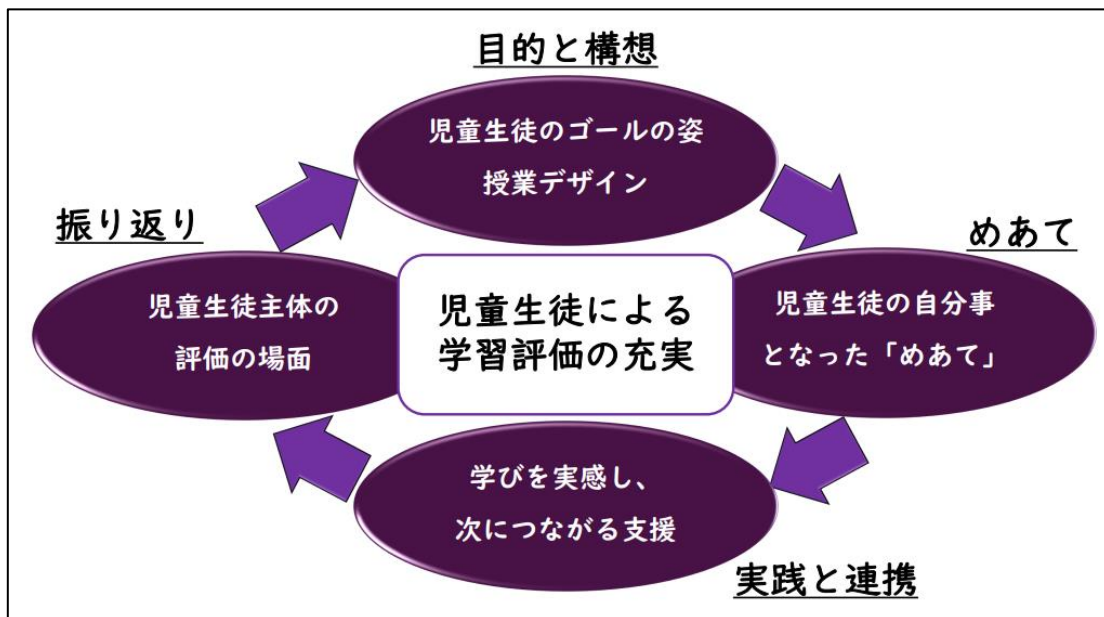 目的と構想
児童生徒のゴールの姿
授業デザイン
めあて
児童生徒の自分事
となった「めあて」
実践と連携
学びを実感し、
次につながる支援
振り返り
児童生徒主体の
評価の場面
児童生徒による
学習評価の充実